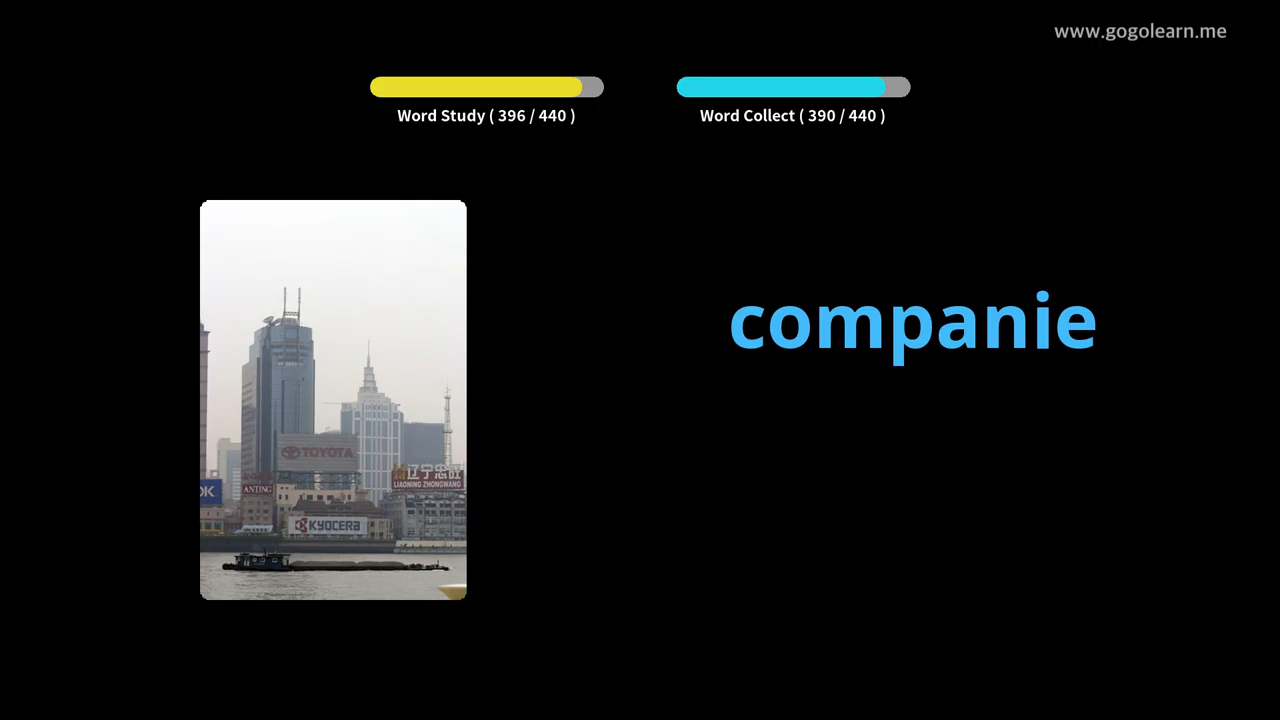 www.gogolearn.me
Word Study ( 396 / 440 )
Word Collect ( 390 / 440 )
companie
TOYOTA
辽宁忠旺
LIAONING ZHONGWANG
OK
ANTING
KYOCERA